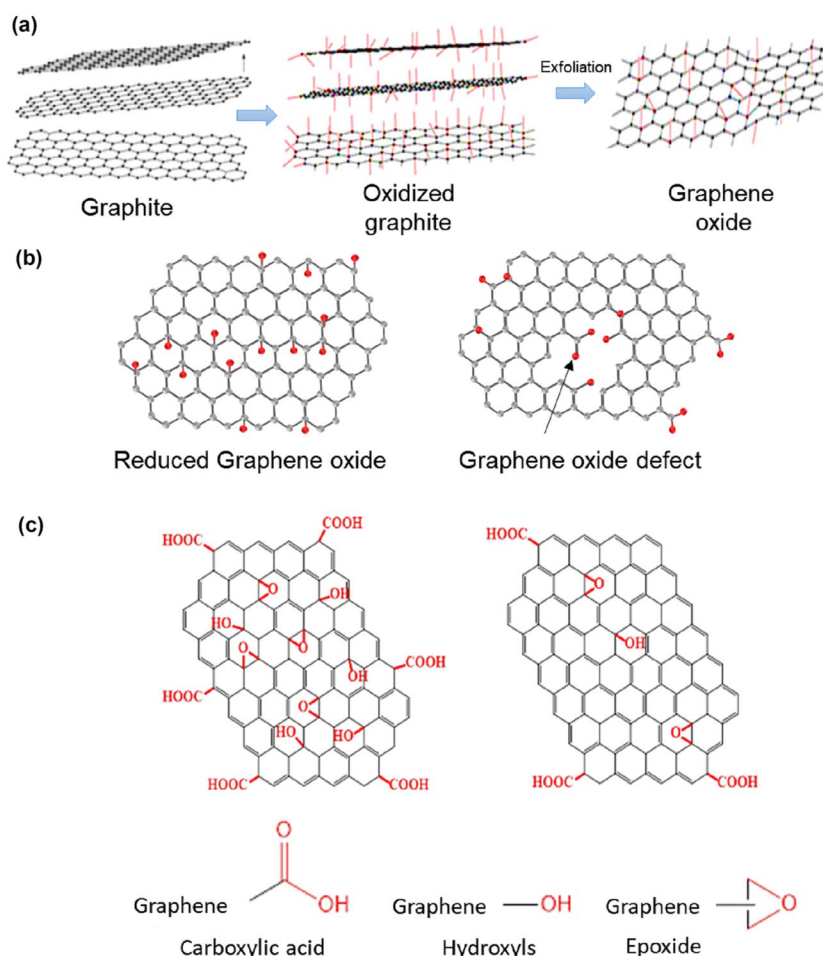 (a)
Exfoliation
Graphite
Oxidized
graphite
Graphene
oxide
(b)
Reduced Graphene oxide
Graphene oxide defect
(c)
HOOC
COOH
O
OH
HO
O
O
COOH
OH
HOOC
O
HO
HO
HOOC
COOH
HOOC
O
OH
O
HOOC
COOH
O
Graphene
OH
Carboxylic acid
Graphene
OH
Hydroxyls
Graphene
O
Epoxide